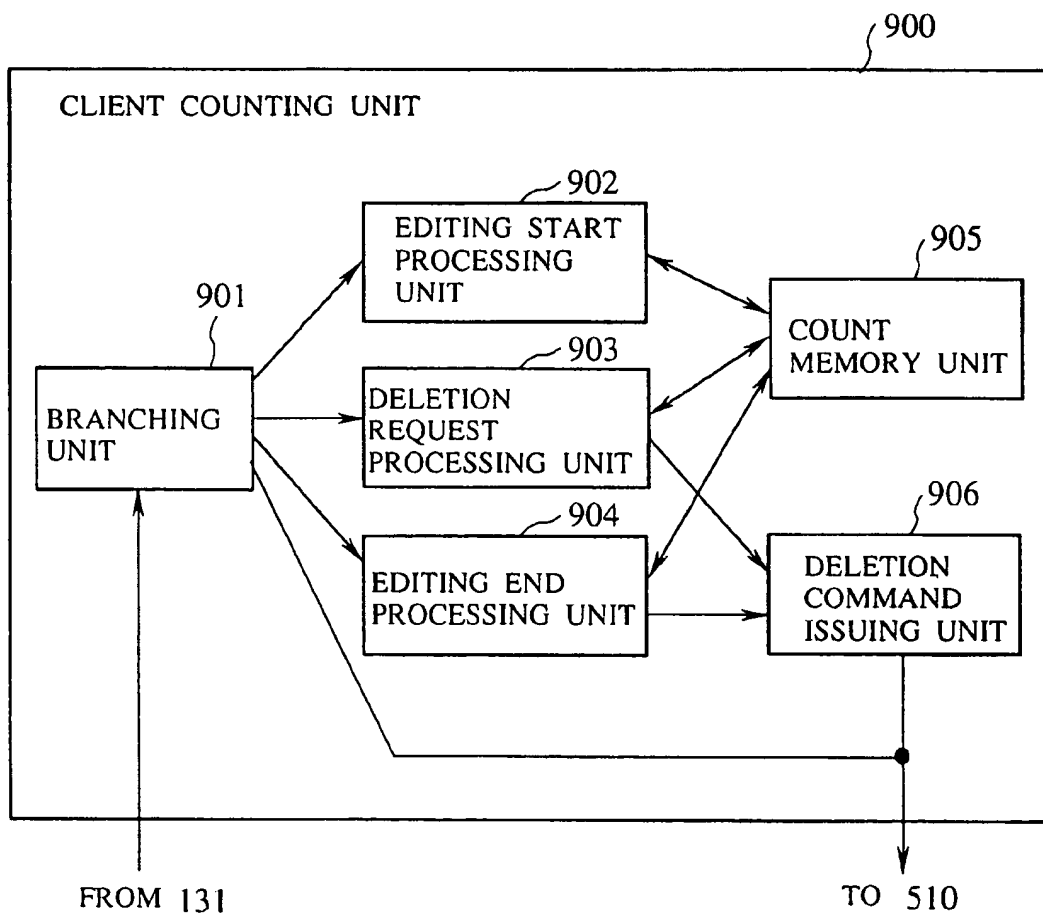 900
CLIENT COUNTING UNIT
902
EDITING START
PROCESSING
UNIT
905
COUNT
MEMORY UNIT
901
BRANCHING
UNIT
903
DELETION
REQUEST
PROCESSING UNIT
904
EDITING END
PROCESSING UNIT
906
DELETION
COMMAND
ISSUING UNIT
FROM 131
TO 510